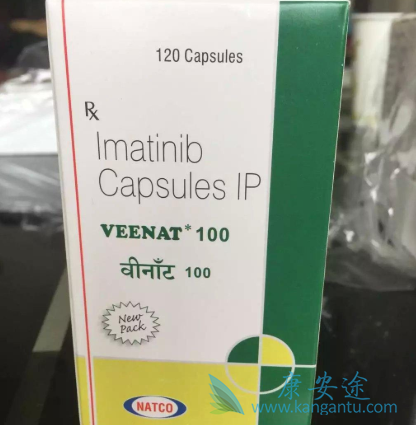 120 Capsules
Rx
Imatinib
Capsules IP
VEENAT* 100
वीनाॅट 100
New
Pack
NATCO
康安途
www.kangantu.com